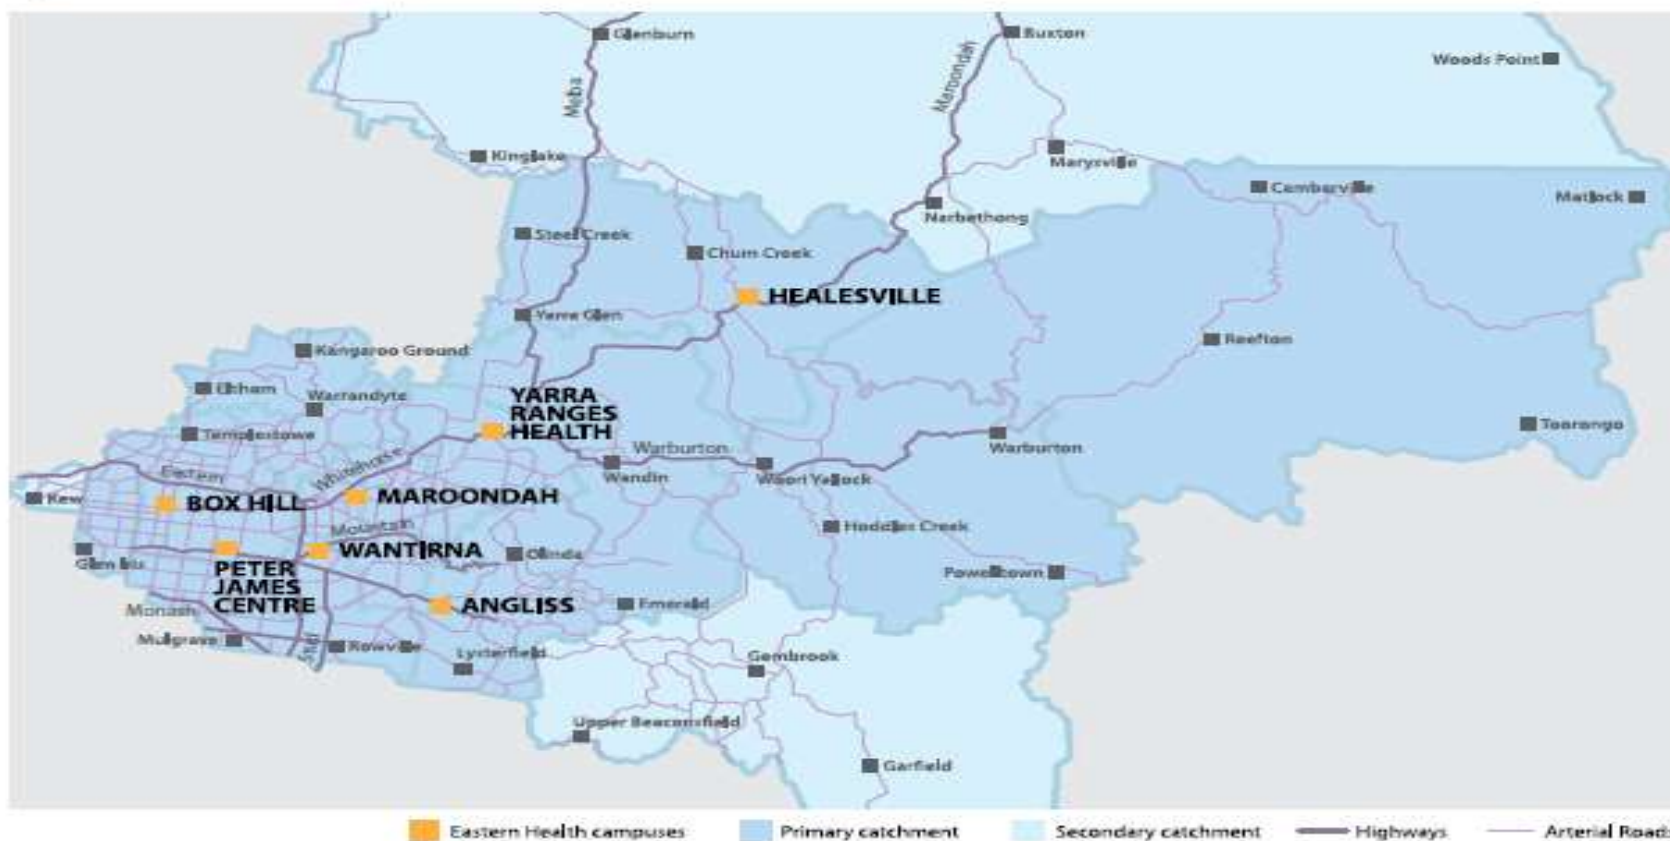 Glenburn
Buxton
Woods Point
Melba
Maroondah
Kinglake
Marysville
Cambarville
Matlock
Narbethong
Steel Creek
Chum Creek
HEALESVILLE
Yarra Glen
Kangaroo Ground
Reefton
Eltham
Warrandyte
YARRA
RANGES
HEALTH
Templestowe
Toorongo
Warburton
Warburton
Eastern
Whitehorse
Wandin
Woori Yallock
Kew
BOX HILL
MAROONDAH
Mountain
Hoddles Creek
WANTIRNA
Olinda
Glen Iris
PETER
JAMES
CENTRE
Powelltown
Monash
ANGLISS
Emerald
Mulgrave
Rowville
Lysterfield
Gembrook
Upper Beaconsfield
Garfield
Eastern Health campuses
Primary catchment
Secondary catchment
Highways
Arterial Roads